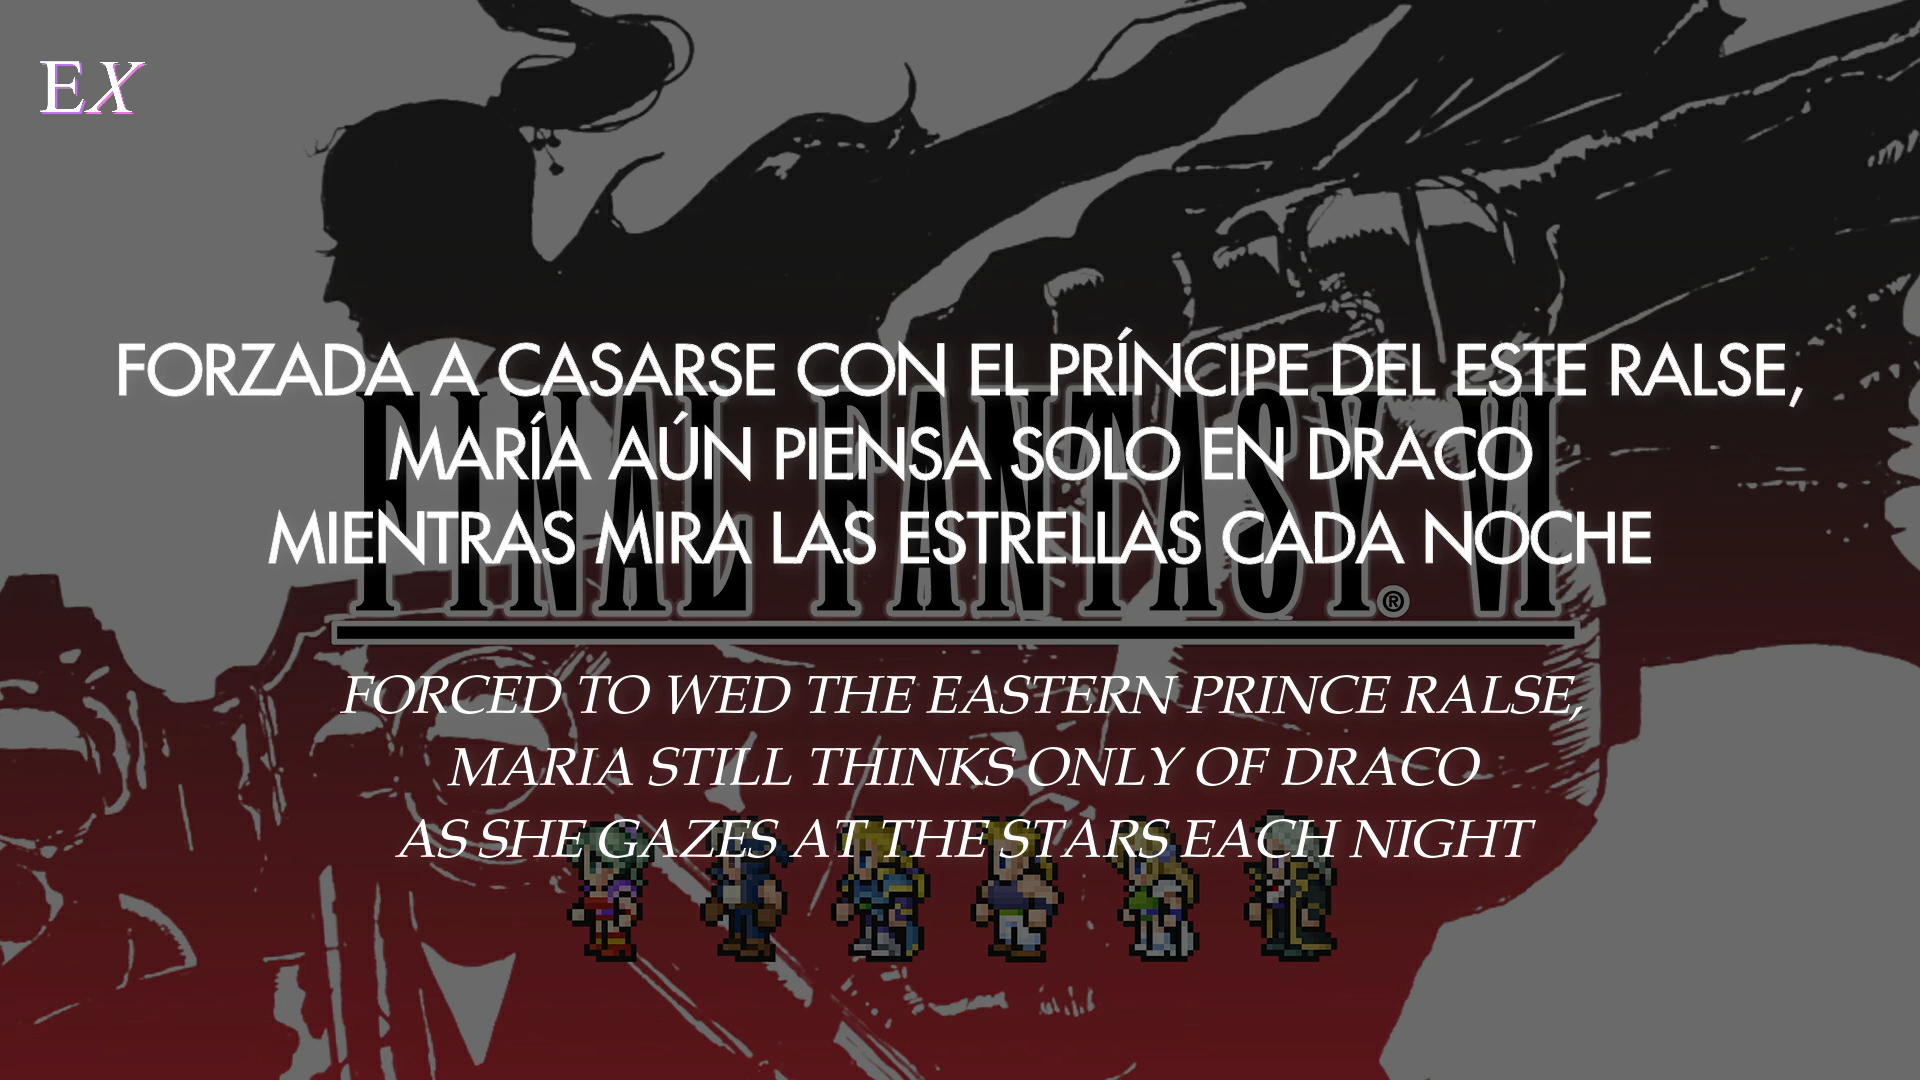 EX
FORZADA A CASARSE CON EL PRÍNCIPE DEL ESTE RALSE,
MARÍA AÚN PIENSA SOLO EN DRACO
MIENTRAS MIRA LAS ESTRELLAS CADA NOCHE
FINAL FANTASY VI®
FORCED TO WED THE EASTERN PRINCE RALSE,
MARIA STILL THINKS ONLY OF DRACO
AS SHE GAZES AT THE STARS EACH NIGHT